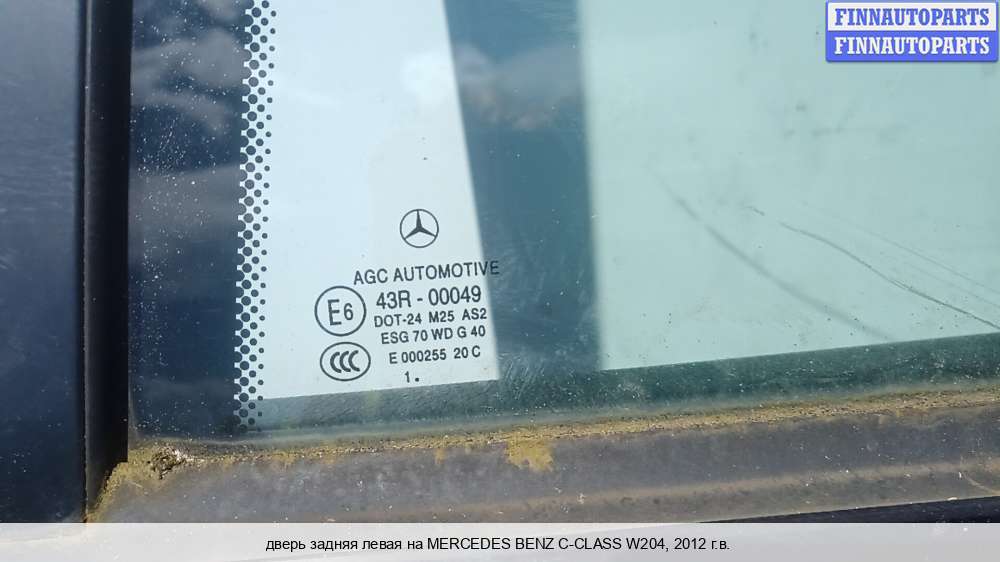 FINNAUTOPARTS
FINNAUTOPARTS
AGC AUTOMOTIVE
E6 43R - 00049
DOT-24 M25 AS2
ESG 70 WD G 40
CCC E 000255 20 C
1.
дверь задняя левая на MERCEDES BENZ C-CLASS W204, 2012 г.в.